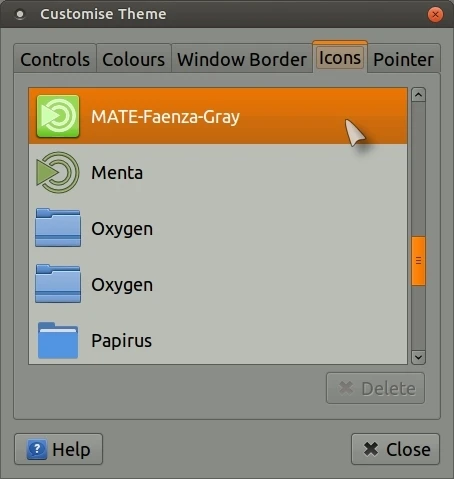 Customise Theme
Controls Colours Window Border Icons Pointer
MATE-Faenza-Gray
Menta
Oxygen
Oxygen
Papirus
Delete
Help Close